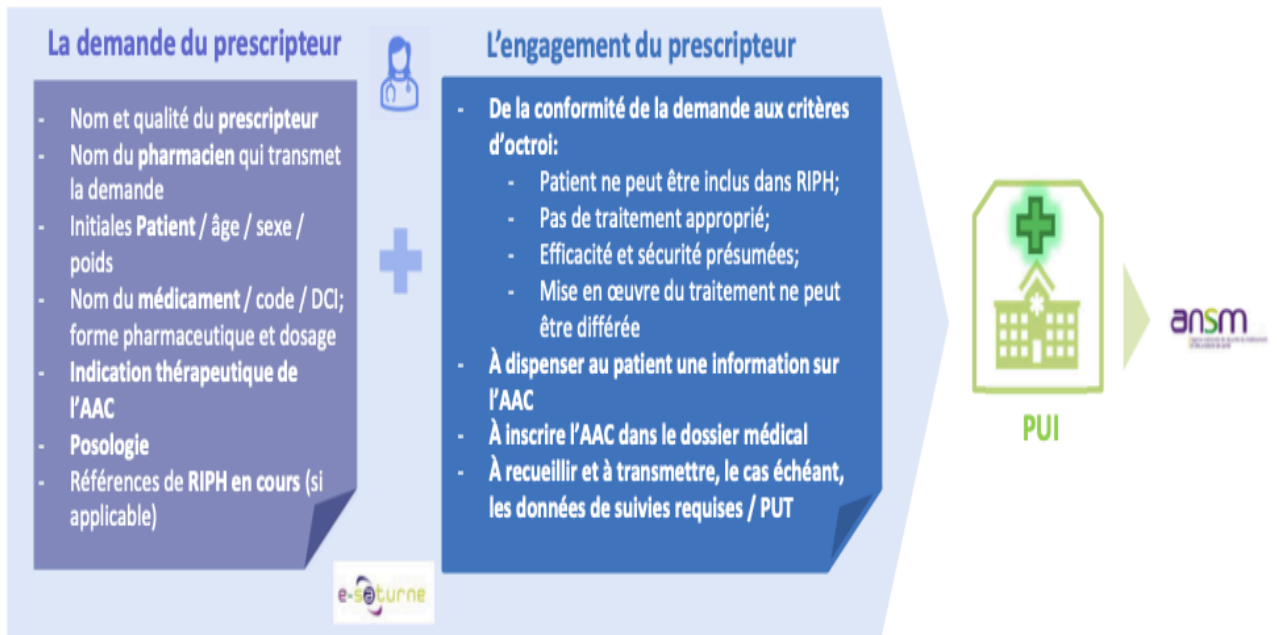 La demande du prescripteur
- Nom et qualité du prescripteur
- Nom du pharmacien qui transmet
la demande
- Initiales Patient / âge / sexe /
poids
- Nom du médicament / code / DCI;
forme pharmaceutique et dosage
- Indication thérapeutique de
l'AAC
- Posologie
- Références de RIPH en cours (si
applicable)
e-saturne
L'engagement du prescripteur
- De la conformité de la demande aux critères
d'octroi:
- Patient ne peut être inclus dans RIPH;
- Pas de traitement approprié;
- Efficacité et sécurité présumées;
- Mise en œuvre du traitement ne peut
être différée
- À dispenser au patient une information sur
l'AAC
- À inscrire l'AAC dans le dossier médical
- À recueillir et à transmettre, le cas échéant,
les données de suivies requises / PUT
PUI
ansm